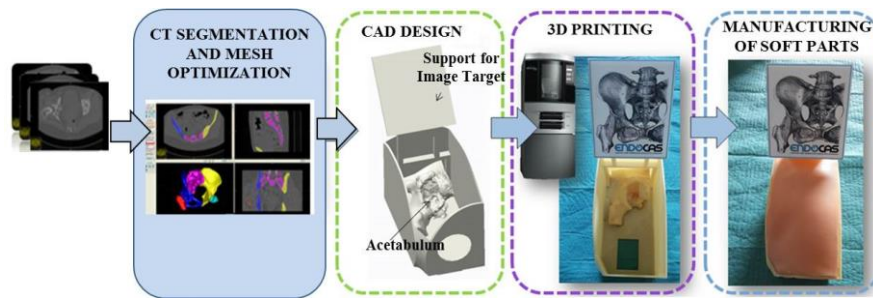 CT SEGMENTATION
AND MESH
OPTIMIZATION
CAD DESIGN
Support for
Image Target
Acetabulum
3D PRINTING
ENDOCAS
MANUFACTURING
OF SOFT PARTS
ENDOCAS